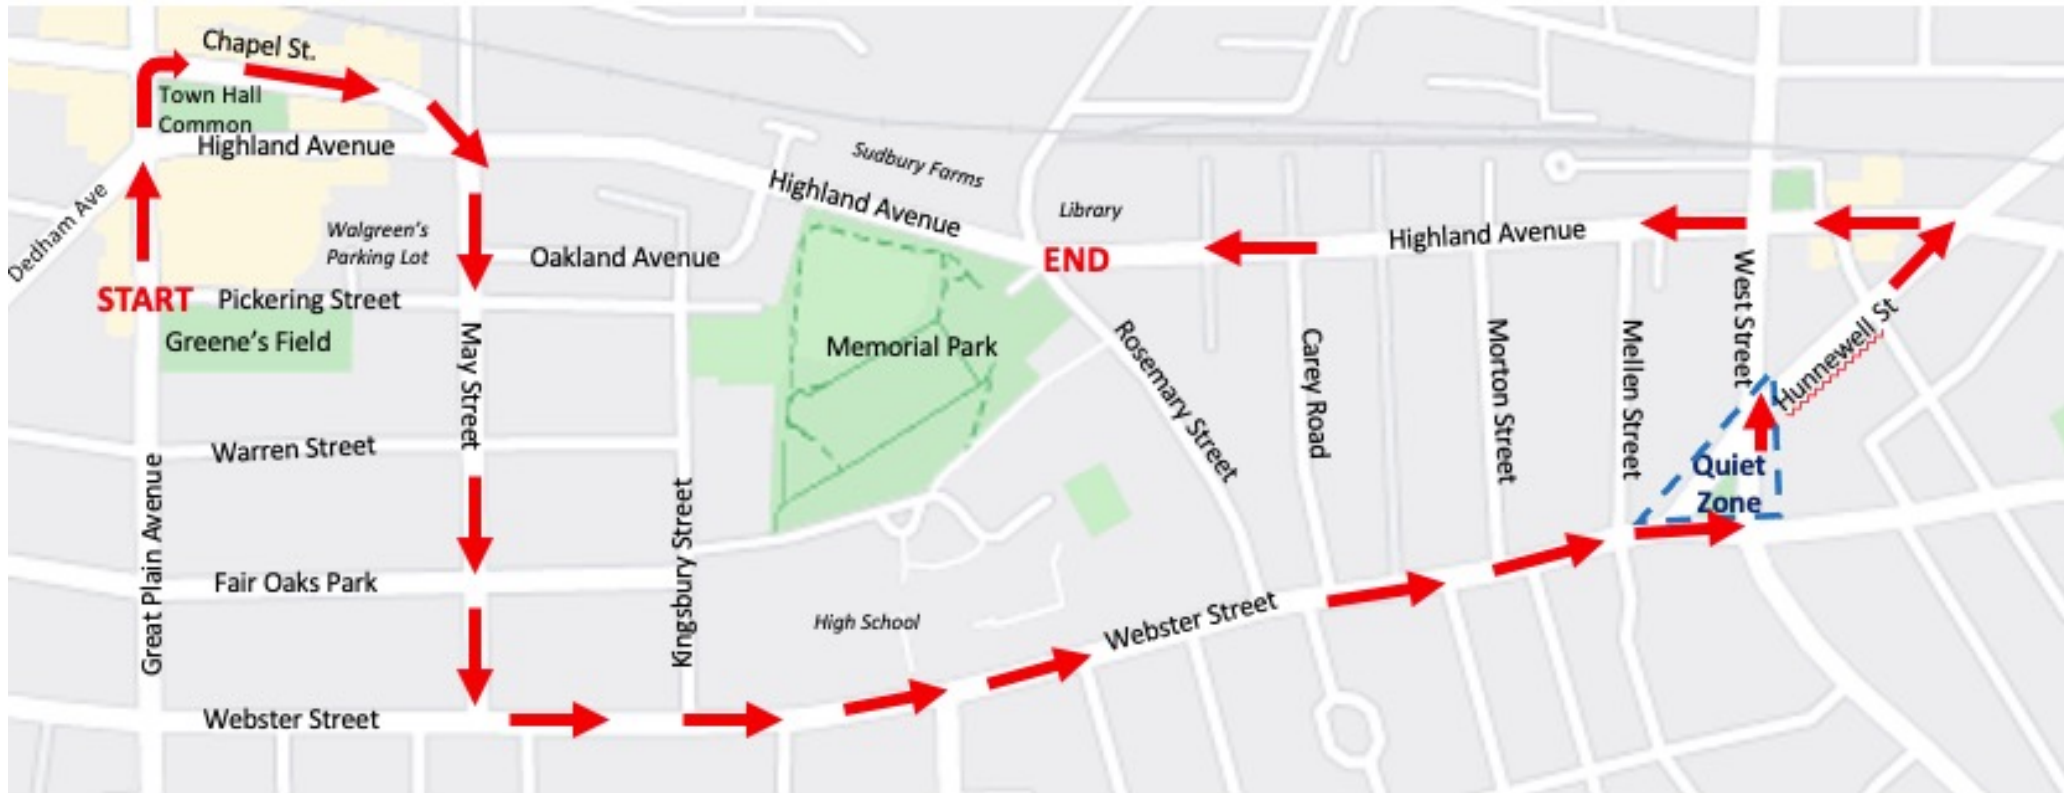 Chapel St.
Town Hall
Common
Highland Avenue
Dedham Ave
Walgreen's
Parking Lot
START
Pickering Street
Greene's Field
Oakland Avenue
May Street
Warren Street
Great Plain Avenue
Fair Oaks Park
Kingsbury Street
Webster Street
Sudbury Farms
Highland Avenue
Library
END
Memorial Park
Rosemary Street
High School
Webster Street
Highland Avenue
Carey Road
Morton Street
Mellen Street
West Street
Hunnewell St
Quiet
Zone